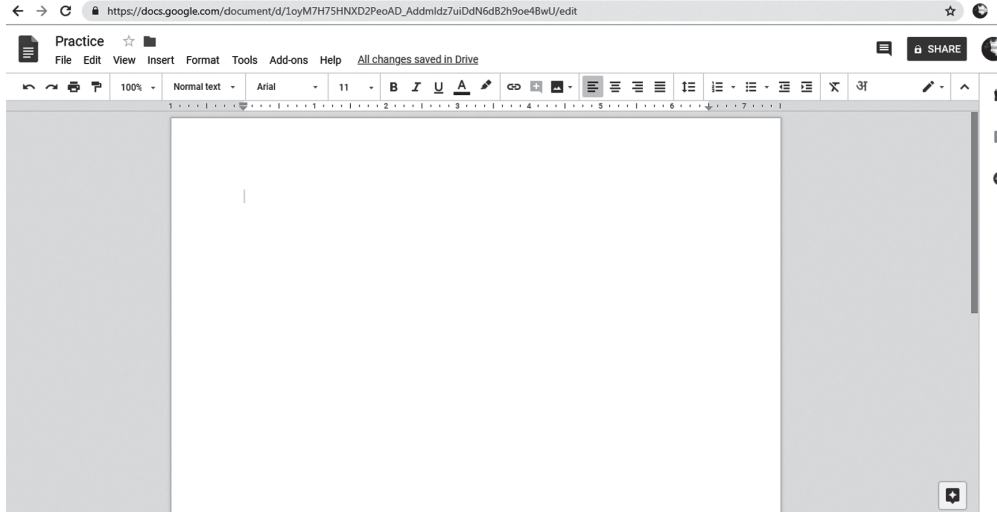 https://docs.google.com/document/d/1oyM7H75HNXD2PeoAD_AddmIdz7uiDdN6dB2h9oe4BwU/edit
Practice
File Edit View Insert Format Tools Add-ons Help All changes saved in Drive
SHARE
100% Normal text Arial 11 B I U A अ
1 1 2 3 4 5 6 7